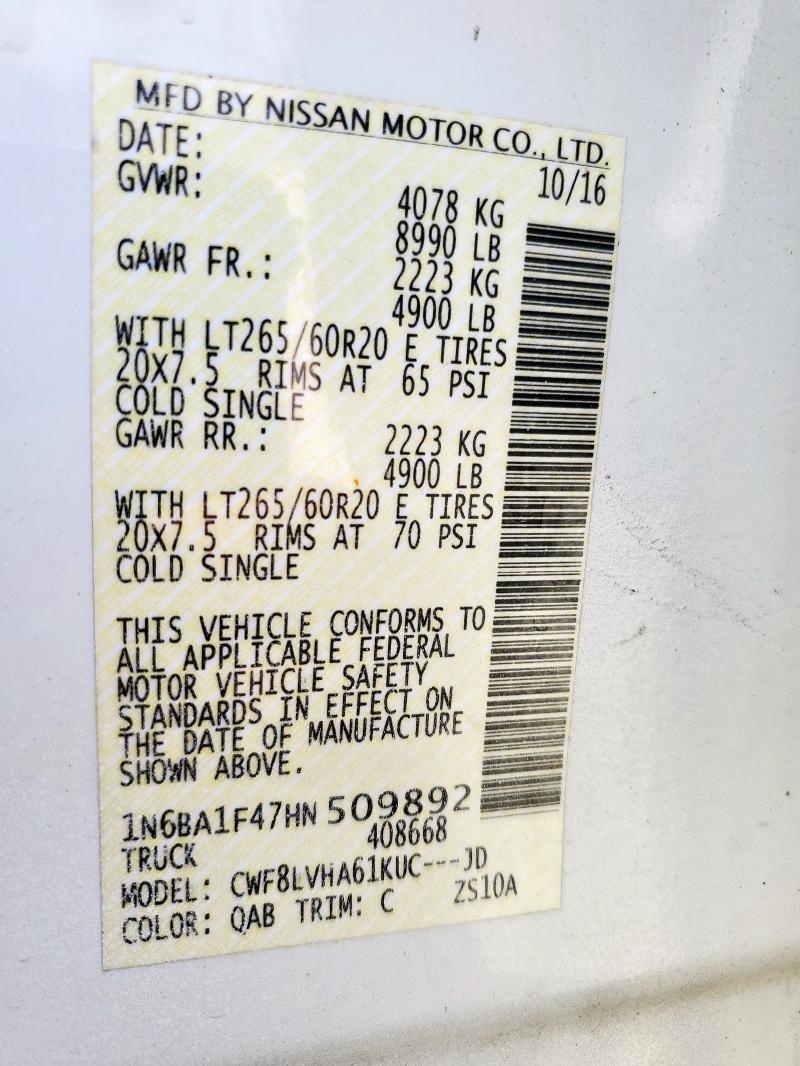 MFD BY NISSAN MOTOR CO., LTD.
DATE: 10/16
GVWR: 4078 KG
8990 LB
GAWR FR.: 2223 KG
4900 LB
WITH LT265/60R20 E TIRES
20X7.5 RIMS AT 65 PSI
COLD SINGLE
GAWR RR.: 2223 KG
4900 LB
WITH LT265/60R20 E TIRES
20X7.5 RIMS AT 70 PSI
COLD SINGLE
THIS VEHICLE CONFORMS TO
ALL APPLICABLE FEDERAL
MOTOR VEHICLE SAFETY
STANDARDS IN EFFECT ON
THE DATE OF MANUFACTURE
SHOWN ABOVE.
1N6BA1F47HN 509892
TRUCK 408668
MODEL: CWF8LVHA61KUC---JD
COLOR: QAB TRIM: C ZS10A